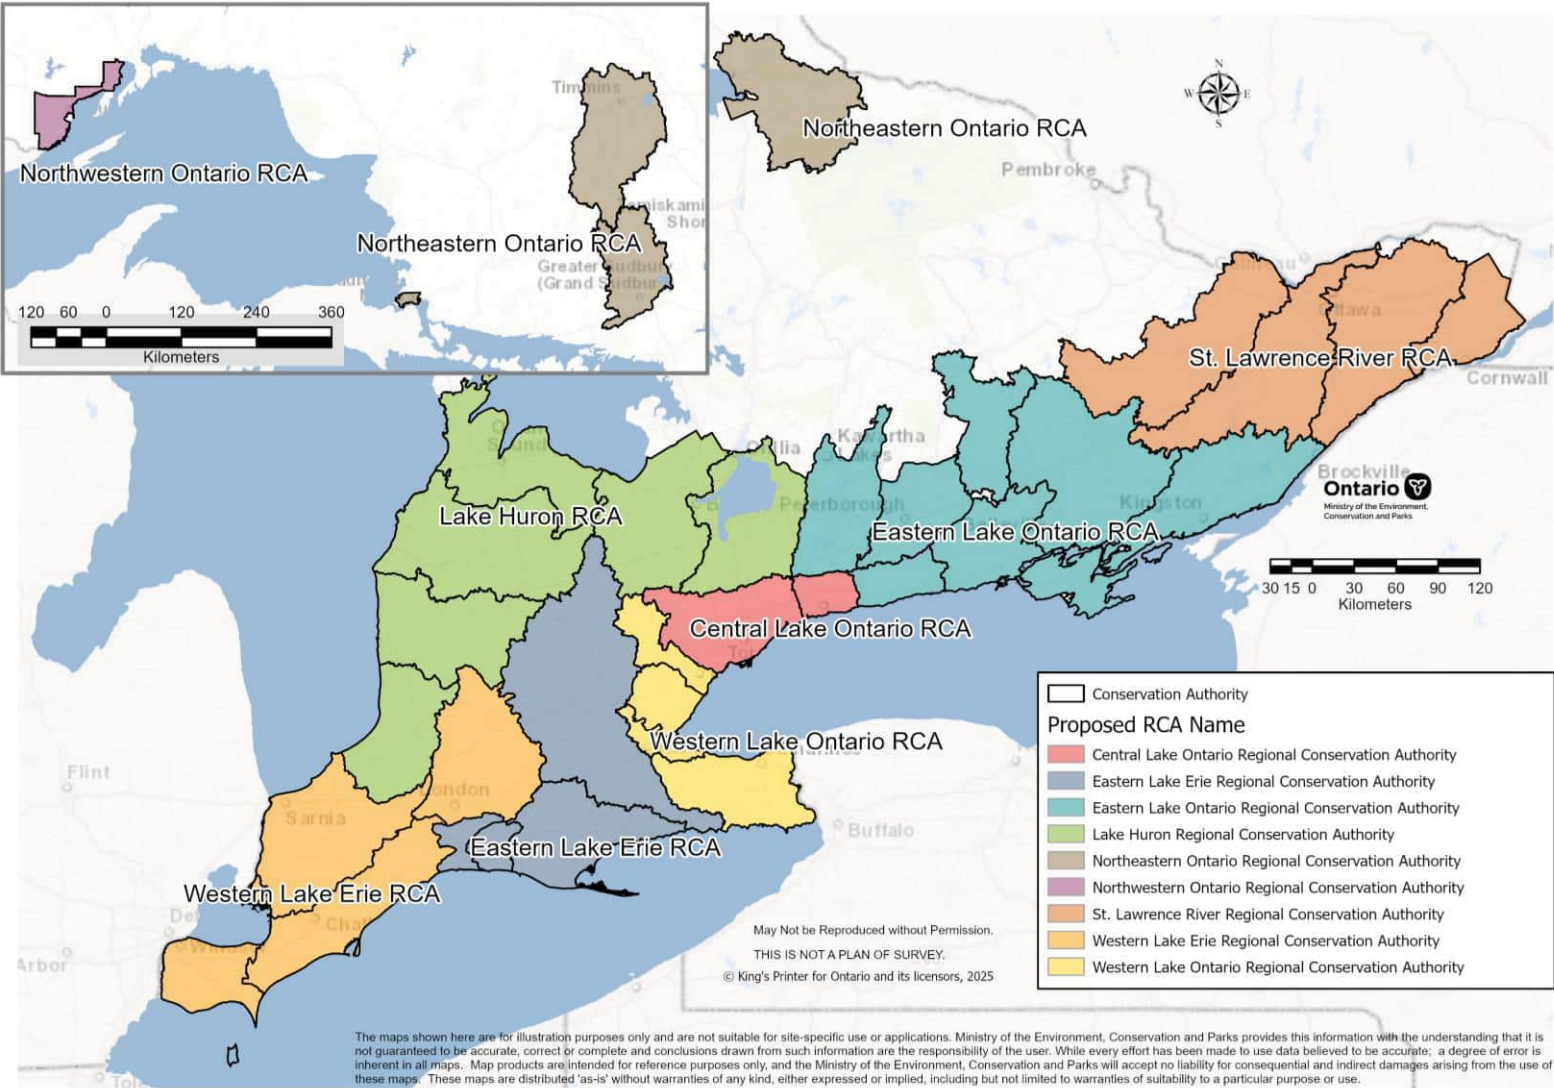 Timmins
Northwestern Ontario RCA
Northeastern Ontario RCA
Greater Sudbury
(Grand Sudbury)
120 60 0 120 240 360
Kilometers
Northeastern Ontario RCA
N
W E
S
Pembroke
St. Lawrence River RCA
Ottawa
Cornwall
Brockville
Ontario
Ministry of the Environment,
Conservation and Parks
30 15 0 30 60 90 120
Kilometers
Kawartha
Lakes
Peterborough
Kingston
Lake Huron RCA
Eastern Lake Ontario RCA
Central Lake Ontario RCA
Western Lake Ontario RCA
Flint
Sarnia
London
Buffalo
Eastern Lake Erie RCA
Western Lake Erie RCA
Arbor
Conservation Authority
Proposed RCA Name
Central Lake Ontario Regional Conservation Authority
Eastern Lake Erie Regional Conservation Authority
Eastern Lake Ontario Regional Conservation Authority
Lake Huron Regional Conservation Authority
Northeastern Ontario Regional Conservation Authority
Northwestern Ontario Regional Conservation Authority
St. Lawrence River Regional Conservation Authority
Western Lake Erie Regional Conservation Authority
Western Lake Ontario Regional Conservation Authority
May Not be Reproduced without Permission.
THIS IS NOT A PLAN OF SURVEY.
© King's Printer for Ontario and its licensors, 2025
The maps shown here are for illustration purposes only and are not suitable for site-specific use or applications. Ministry of the Environment, Conservation and Parks provides this information with the understanding that it is
not guaranteed to be accurate, correct or complete and conclusions drawn from such information are the responsibility of the user. While every effort has been made to use data believed to be accurate; a degree of error is
inherent in all maps. Map products are intended for reference purposes only, and the Ministry of the Environment, Conservation and Parks will accept no liability for consequential and indirect damages arising from the use of
these maps. These maps are distributed 'as-is' without warranties of any kind, either expressed or implied, including but not limited to warranties of suitability to a particular purpose or use.